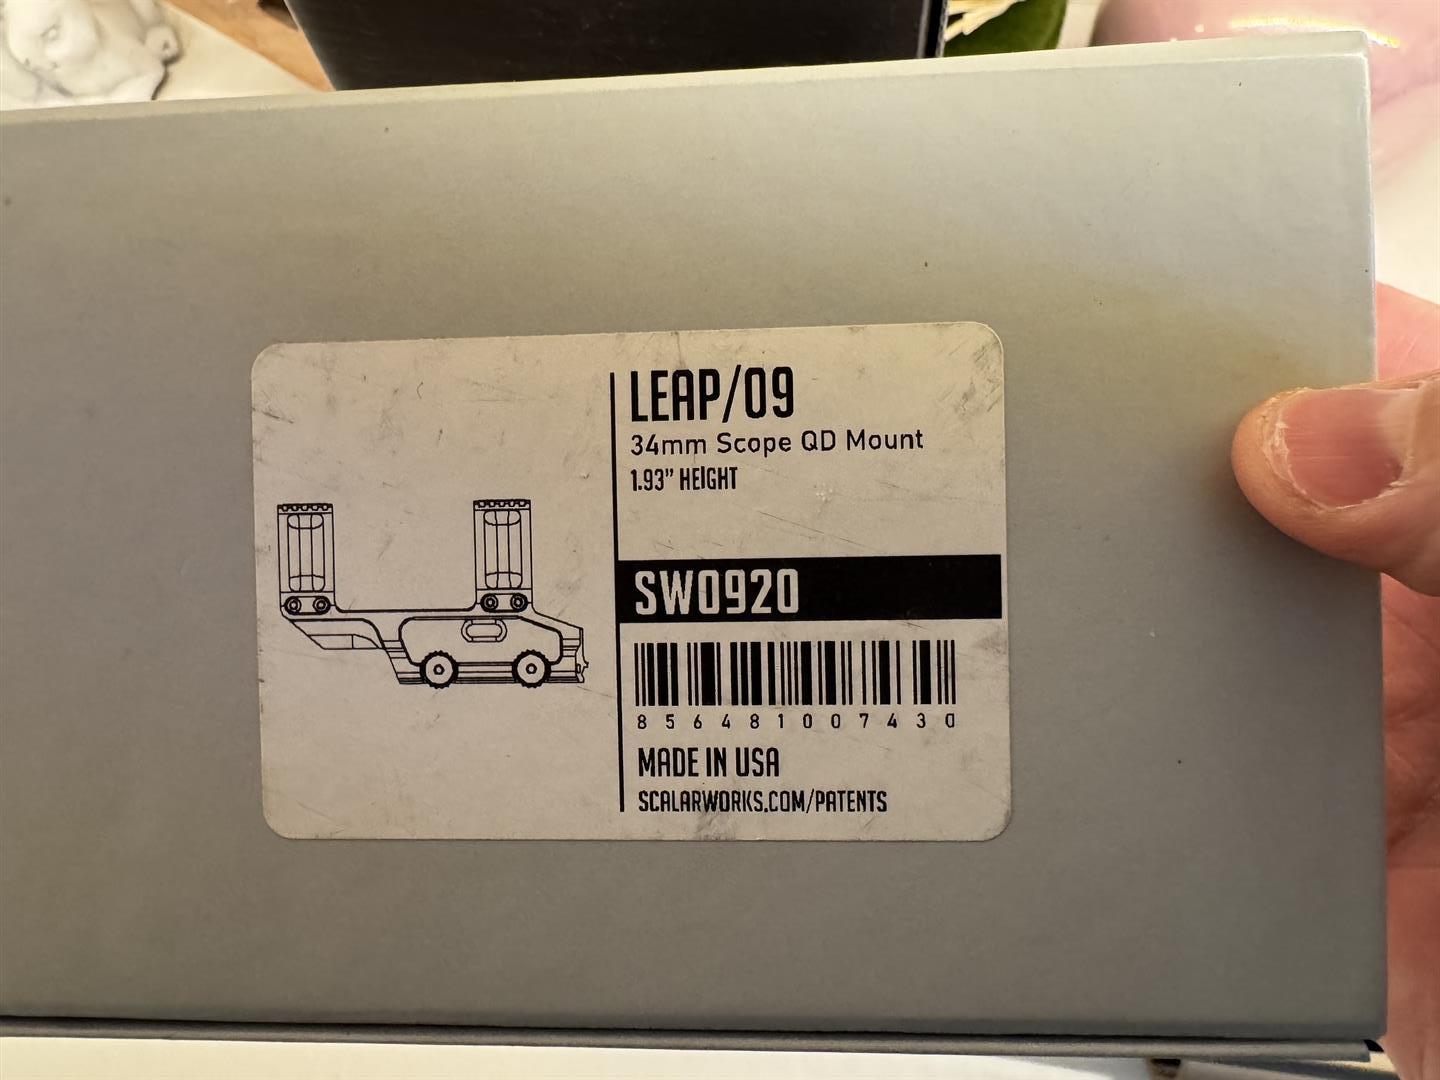 LEAP/09
34mm Scope QD Mount
1.93" HEIGHT
SW0920
856481007430
MADE IN USA
SCALARWORKS.COM/PATENTS